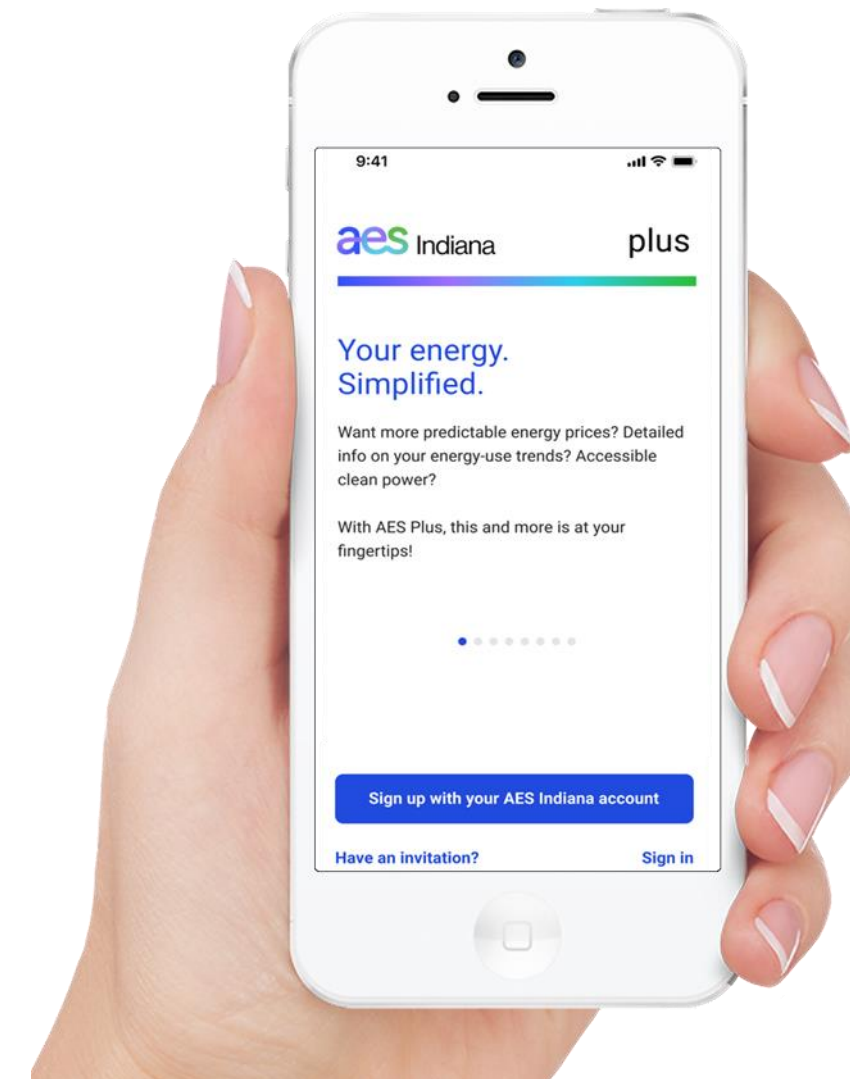 9:41
aes Indiana plus
Your energy.
Simplified.
Want more predictable energy prices? Detailed
info on your energy-use trends? Accessible
clean power?
With AES Plus, this and more is at your
fingertips!
Sign up with your AES Indiana account
Have an invitation? Sign in